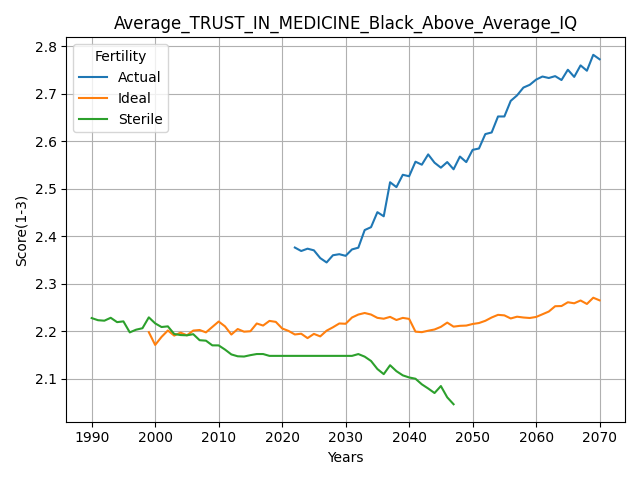 Average_TRUST_IN_MEDICINE_Black_Above_Average_IQ
Fertility
Actual
Ideal
Sterile
Score(1-3)
2.8
2.7
2.6
2.5
2.4
2.3
2.2
2.1
1990 2000 2010 2020 2030 2040 2050 2060 2070
Years